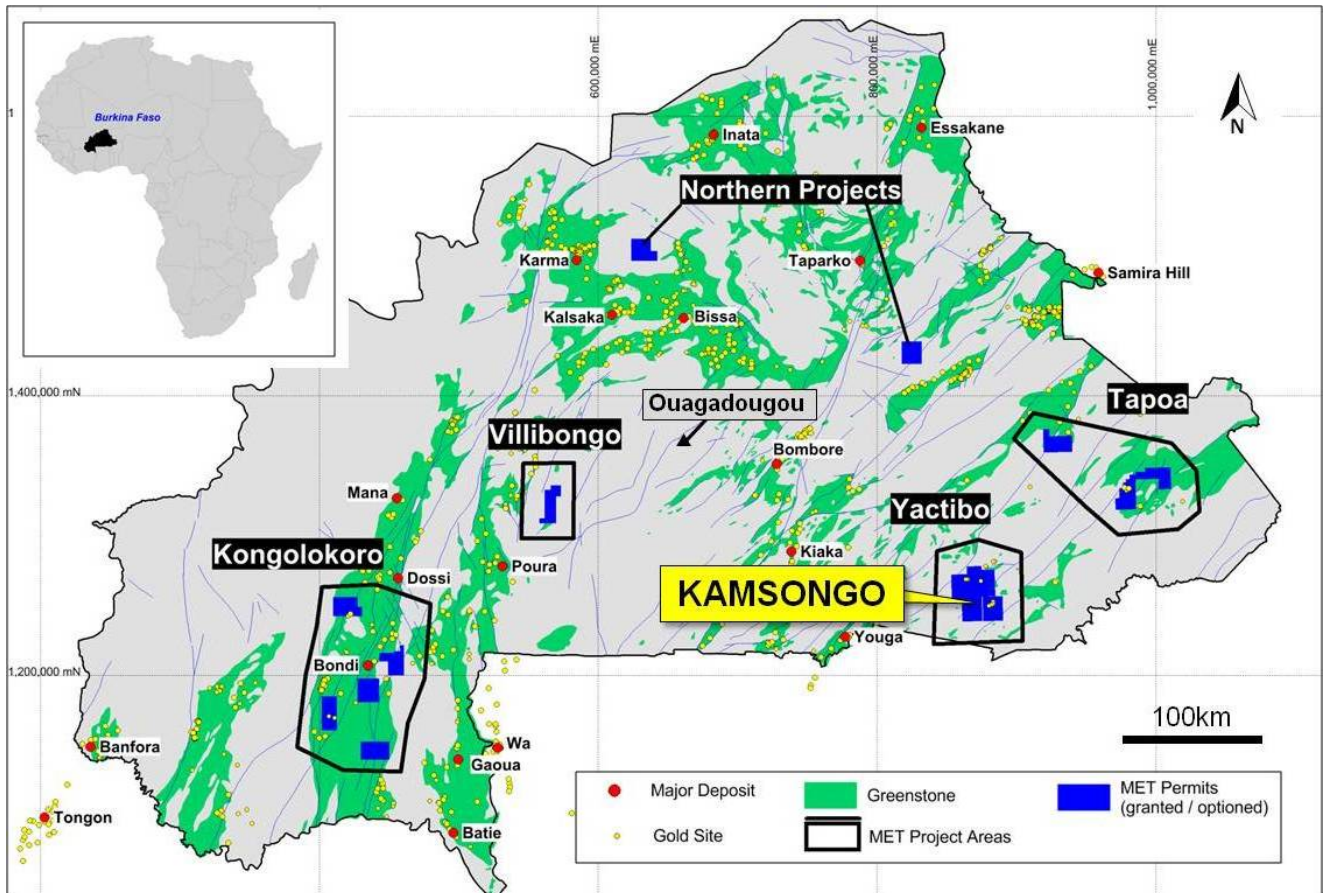 Burkina Faso
600,000 mE
800,000 mE
1,000,000 mE
N
1
Inata
Essakane
Northern Projects
Karma
Taparko
Samira Hill
Kalsaka
Bissa
1,400,000 mN
Ouagadougou
Tapoa
Villibongo
Bombore
Mana
Yactibo
Kongolokoro
Poura
Kiaka
Dossi
KAMSONGO
Youga
Bondi
1,200,000 mN
100km
Banfora
Wa
Gaoua
Tongon
Batie
Major Deposit
Greenstone
MET Permits
(granted / optioned)
Gold Site
MET Project Areas